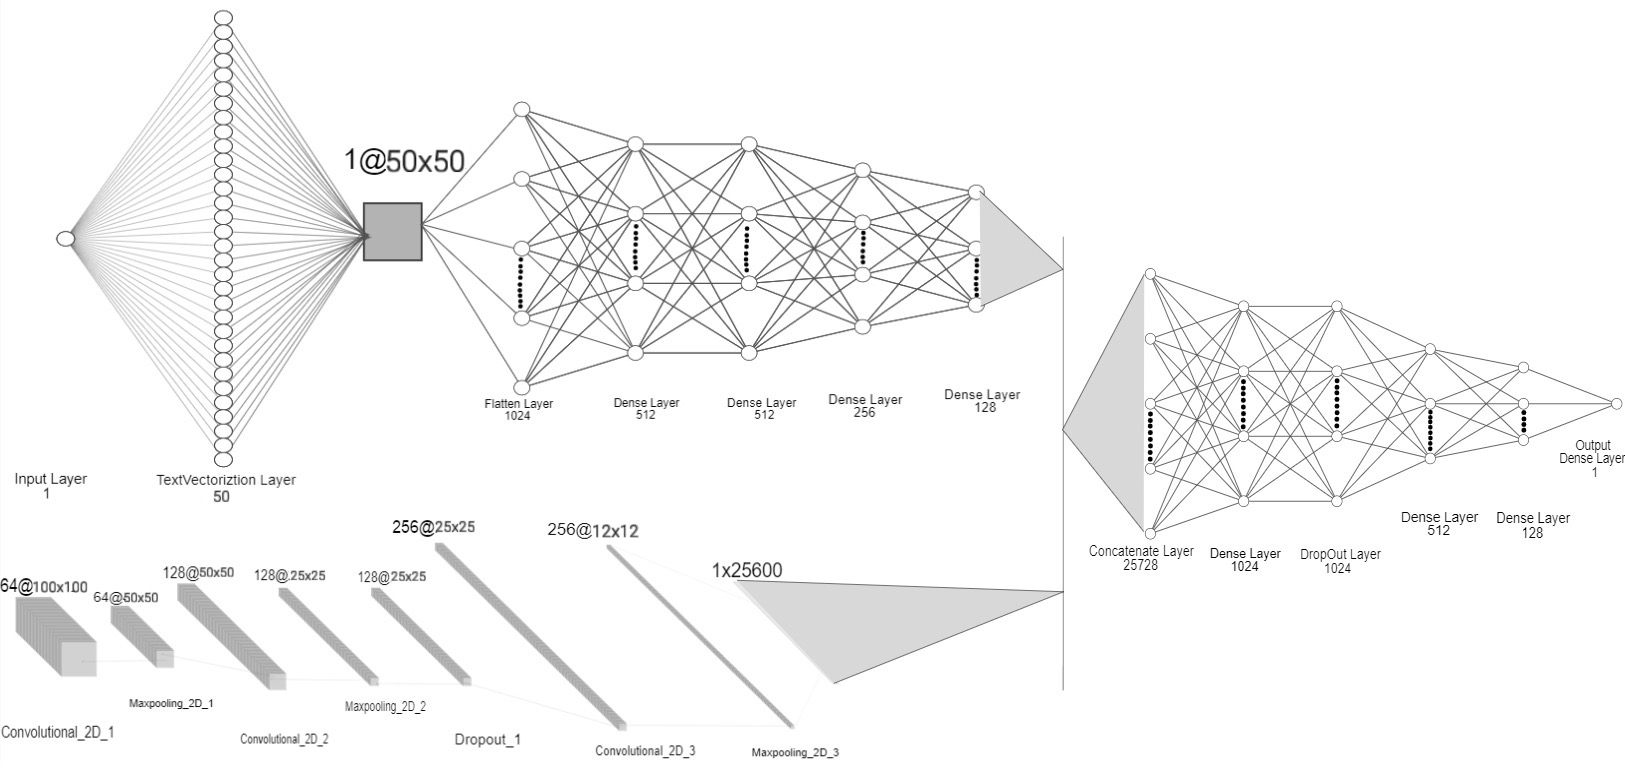 1@50x50
Flatten Layer
1024
Dense Layer
512
Dense Layer
512
Dense Layer
256
Dense Layer
128
Input Layer
1
TextVectoriztion Layer
50
Output
Dense Layer
1
Concatenate Layer
25728
Dense Layer
1024
DropOut Layer
1024
Dense Layer
512
Dense Layer
128
64@100x100
64@50x50
128@50x50
128@25x25
128@25x25
256@25x25
256@12x12
1x25600
Convolutional_2D_1
Maxpooling_2D_1
Convolutional_2D_2
Maxpooling_2D_2
Dropout_1
Convolutional_2D_3
Maxpooling_2D_3